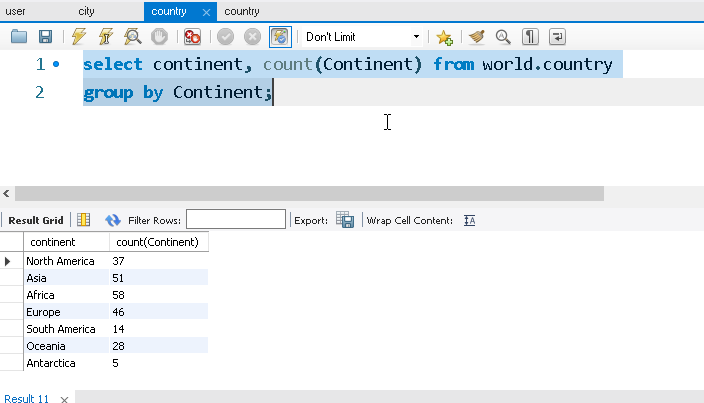 user city country × country
Don't Limit
1 select continent, count(Continent) from world.country
2 group by Continent;
Result Grid Filter Rows: Export: Wrap Cell Content: IA
continent count(Continent)
North America 37
Asia 51
Africa 58
Europe 46
South America 14
Oceania 28
Antarctica 5
Result 11 ×